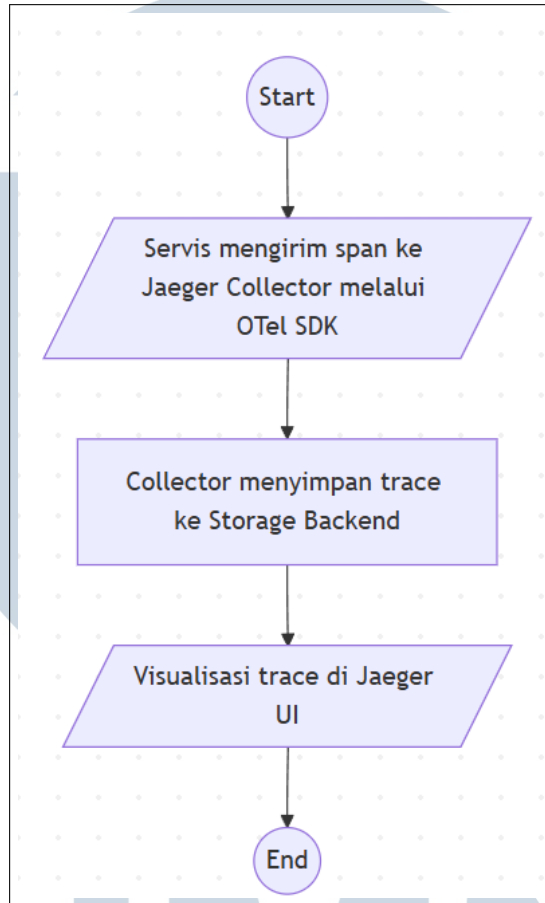 Start
Servis mengirim span ke
Jaeger Collector melalui
OTel SDK
Collector menyimpan trace
ke Storage Backend
Visualisasi trace di Jaeger
UI
End